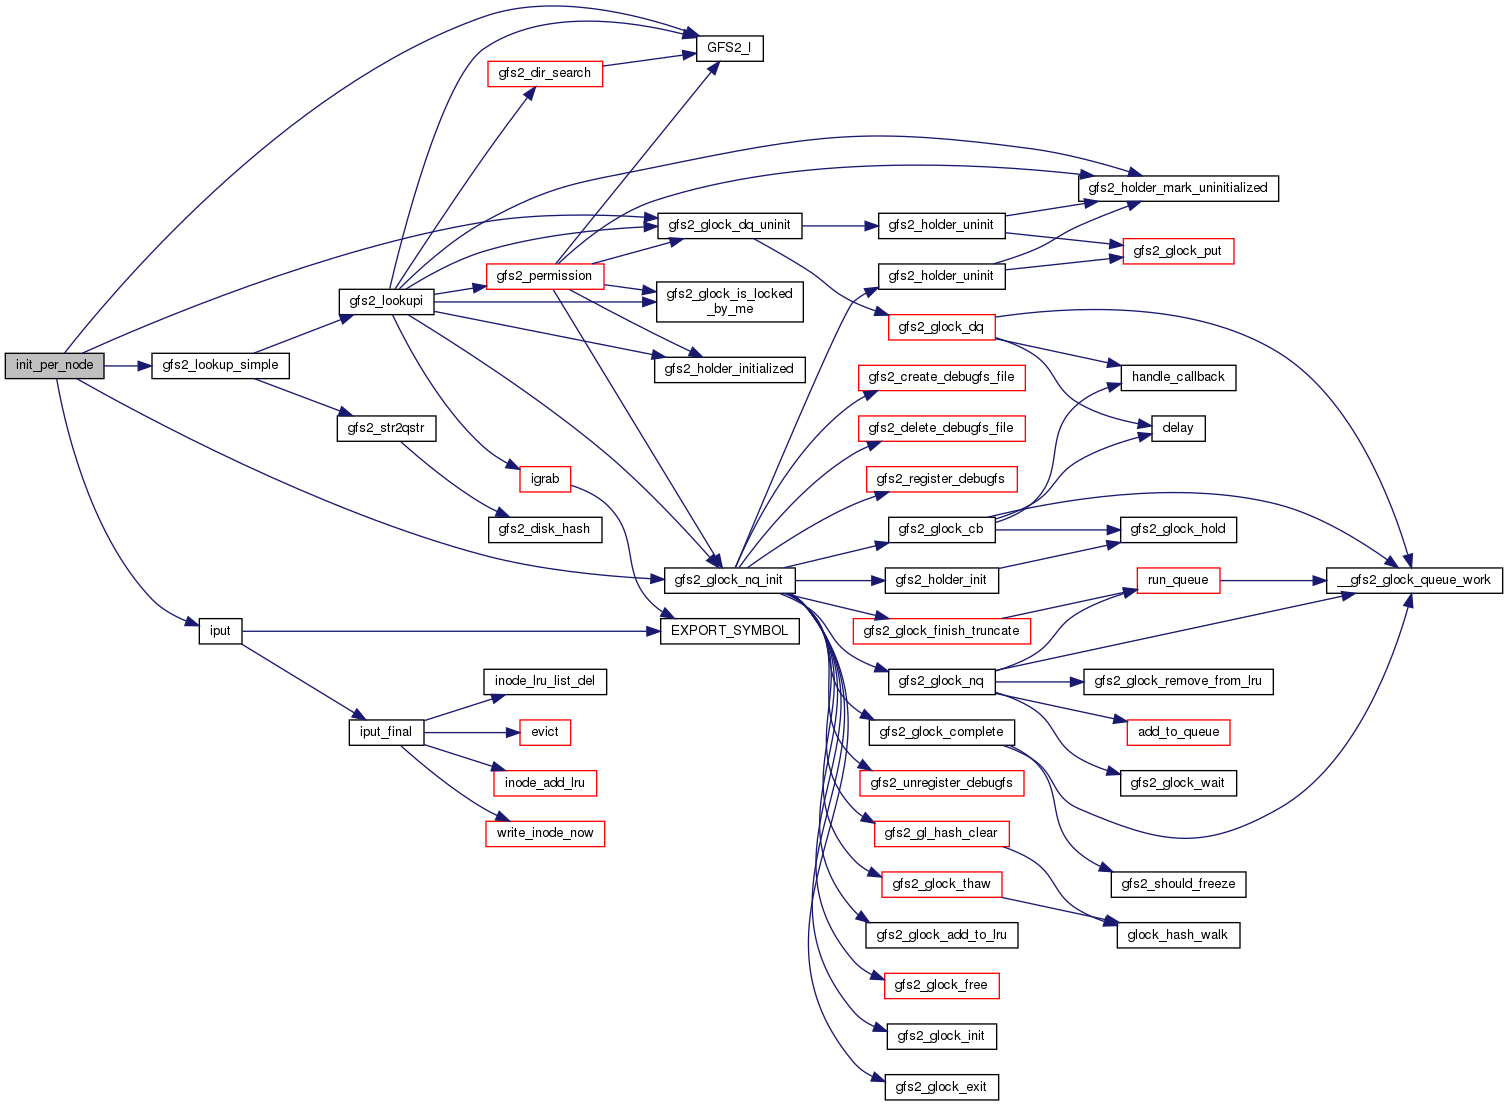 GFS2_I
gfs2_dir_search
gfs2_holder_mark_uninitialized
gfs2_glock_dq_uninit
gfs2_holder_uninit
gfs2_glock_put
gfs2_permission
gfs2_holder_uninit
gfs2_lookupi
gfs2_glock_is_locked
_by_me
gfs2_glock_dq
init_per_node
gfs2_lookup_simple
gfs2_holder_initialized
gfs2_create_debugfs_file
handle_callback
gfs2_str2qstr
gfs2_delete_debugfs_file
delay
igrab
gfs2_register_debugfs
gfs2_disk_hash
gfs2_glock_cb
gfs2_glock_hold
gfs2_glock_nq_init
gfs2_holder_init
run_queue
__gfs2_glock_queue_work
iput
EXPORT_SYMBOL
gfs2_glock_finish_truncate
inode_lru_list_del
gfs2_glock_nq
gfs2_glock_remove_from_lru
iput_final
evict
gfs2_glock_complete
add_to_queue
inode_add_lru
gfs2_unregister_debugfs
gfs2_glock_wait
write_inode_now
gfs2_gl_hash_clear
gfs2_glock_thaw
gfs2_should_freeze
gfs2_glock_add_to_lru
glock_hash_walk
gfs2_glock_free
gfs2_glock_init
gfs2_glock_exit